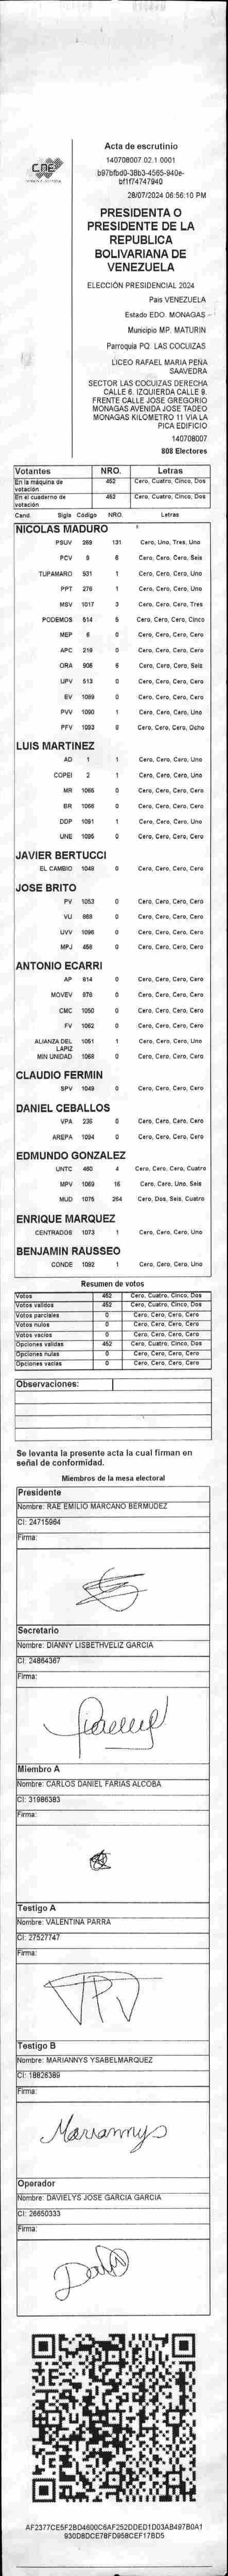 CNE
Acta de escrutinio
140708007.02.1.0001
b97bfbd0-38b3-4565-940e-
bf1f74747940
28/07/2024 06:56:10 PM
PRESIDENTA O
PRESIDENTE DE LA
REPUBLICA
BOLIVARIANA DE
VENEZUELA
ELECCIÓN PRESIDENCIAL 2024
Pais VENEZUELA
Estado EDO. MONAGAS
Municipio MP. MATURIN
Parroquia PQ. LAS COCUIZAS
LICEO RAFAEL MARIA PEÑA
SAAVEDRA
SECTOR LAS COCUIZAS DERECHA
CALLE 6. IZQUIERDA CALLE 9.
FRENTE CALLE JOSE GREGORIO
MONAGAS AVENIDA JOSE TADEO
MONAGAS KILOMETRO 11 VIA LA
PICA EDIFICIO
140708007
808 Electores
Votantes NRO. Letras
En la máquina de votación 452 Cero, Cuatro, Cinco, Dos
En el cuaderno de votación 452 Cero, Cuatro, Cinco, Dos
Cand. Sigla Código NRO. Letras
NICOLAS MADURO
PSUV 269 131 Cero, Uno, Tres, Uno
PCV 9 6 Cero, Cero, Cero, Seis
TUPAMARO 931 1 Cero, Cero, Cero, Uno
PPT 276 1 Cero, Cero, Cero, Uno
MSV 1017 3 Cero, Cero, Cero, Tres
PODEMOS 514 5 Cero, Cero, Cero, Cinco
MEP 6 0 Cero, Cero, Cero, Cero
APC 219 0 Cero, Cero, Cero, Cero
ORA 906 6 Cero, Cero, Cero, Seis
UPV 513 0 Cero, Cero, Cero, Cero
EV 1089 0 Cero, Cero, Cero, Cero
PVV 1090 1 Cero, Cero, Cero, Uno
PFV 1093 8 Cero, Cero, Cero, Ocho
LUIS MARTINEZ
AD 1 1 Cero, Cero, Cero, Uno
COPEI 2 1 Cero, Cero, Cero, Uno
MR 1065 0 Cero, Cero, Cero, Cero
BR 1066 0 Cero, Cero, Cero, Cero
DDP 1091 1 Cero, Cero, Cero, Uno
UNE 1095 0 Cero, Cero, Cero, Cero
JAVIER BERTUCCI
EL CAMBIO 1048 0 Cero, Cero, Cero, Cero
JOSE BRITO
PV 1053 0 Cero, Cero, Cero, Cero
VU 868 0 Cero, Cero, Cero, Cero
UVV 1096 0 Cero, Cero, Cero, Cero
MPJ 456 0 Cero, Cero, Cero, Cero
ANTONIO ECARRI
AP 914 0 Cero, Cero, Cero, Cero
MOVEV 976 0 Cero, Cero, Cero, Cero
CMC 1050 0 Cero, Cero, Cero, Cero
FV 1062 0 Cero, Cero, Cero, Cero
ALIANZA DEL LAPIZ 1051 1 Cero, Cero, Cero, Uno
MIN UNIDAD 1068 0 Cero, Cero, Cero, Cero
CLAUDIO FERMIN
SPV 1049 0 Cero, Cero, Cero, Cero
DANIEL CEBALLOS
VPA 236 0 Cero, Cero, Cero, Cero
AREPA 1094 0 Cero, Cero, Cero, Cero
EDMUNDO GONZALEZ
UNTC 480 4 Cero, Cero, Cero, Cuatro
MPV 1069 16 Cero, Cero, Uno, Seis
MUD 1075 264 Cero, Dos, Seis, Cuatro
ENRIQUE MARQUEZ
CENTRADOS 1073 1 Cero, Cero, Cero, Uno
BENJAMIN RAUSSEO
CONDE 1092 1 Cero, Cero, Cero, Uno
Resumen de votos
Votos 452 Cero, Cuatro, Cinco, Dos
Votos validos 452 Cero, Cuatro, Cinco, Dos
Votos parciales 0 Cero, Cero, Cero, Cero
Votos nulos 0 Cero, Cero, Cero, Cero
Votos vacios 0 Cero, Cero, Cero, Cero
Opciones validas 452 Cero, Cuatro, Cinco, Dos
Opciones nulas 0 Cero, Cero, Cero, Cero
Opciones vacias 0 Cero, Cero, Cero, Cero
Observaciones:
Se levanta la presente acta la cual firman en
señal de conformidad.
Miembros de la mesa electoral
Presidente
Nombre: RAE EMILIO MARCANO BERMUDEZ
CI: 24715984
Firma:
Secretario
Nombre: DIANNY LISBETHVELIZ GARCIA
CI: 24864367
Firma:
Miembro A
Nombre: CARLOS DANIEL FARIAS ALCOBA
CI: 31986383
Firma:
Testigo A
Nombre: VALENTINA PARRA
CI: 27527747
Firma:
Testigo B
Nombre: MARIANNYS YSABELMARQUEZ
CI: 18826389
Firma:
Mariannys
Operador
Nombre: DAVIELYS JOSE GARCIA GARCIA
CI: 26650333
Firma:
AF2377CE5F2BD4600C6AF252DDED1D03AB497B0A1
930D8DCE78FD958CEF17BD5